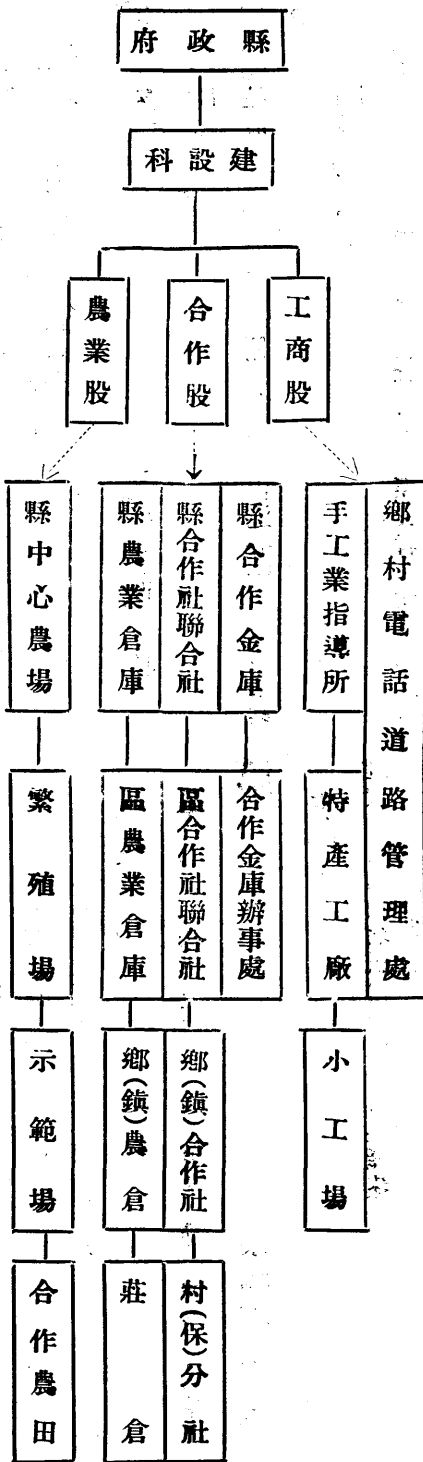 縣政府
建設科
工商股
合作股
農業股
鄉村電話道路管理處
手工業指導所
縣合作金庫
縣合作社聯合社
縣農業倉庫
縣中心農場
特產工廠
合作金庫辦事處
區合作社聯合社
區農業倉庫
繁殖場
小工場
鄉(鎮)合作社
鄉(鎮)農倉
示範場
村(保)分社
莊倉
合作農田